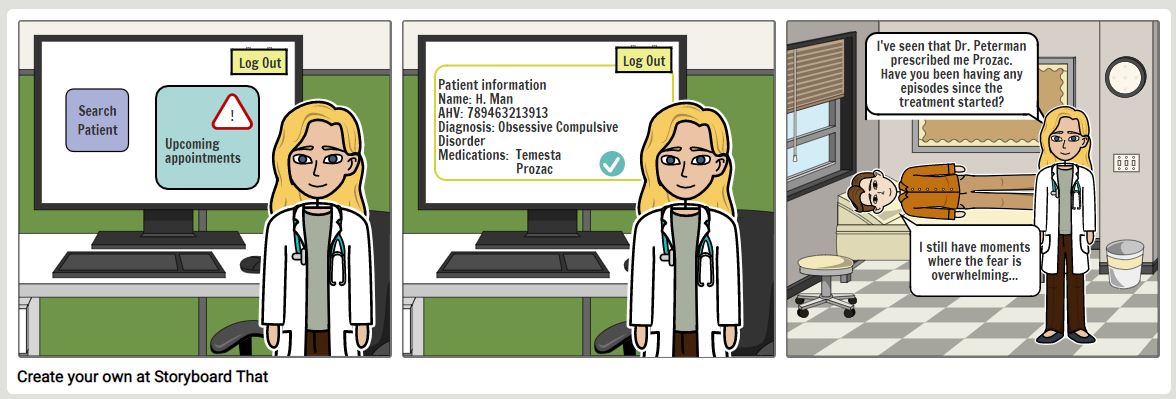 Log Out
Search
Patient
!
Upcoming
appointments
Log Out
Patient information
Name: H. Man
AHV: 789463213913
Diagnosis: Obsessive Compulsive
Disorder
Medications: Temesta
Prozac
I've seen that Dr. Peterman
prescribed me Prozac.
Have you been having any
episodes since the
treatment started?
I still have moments
where the fear is
overwhelming...
Create your own at Storyboard That